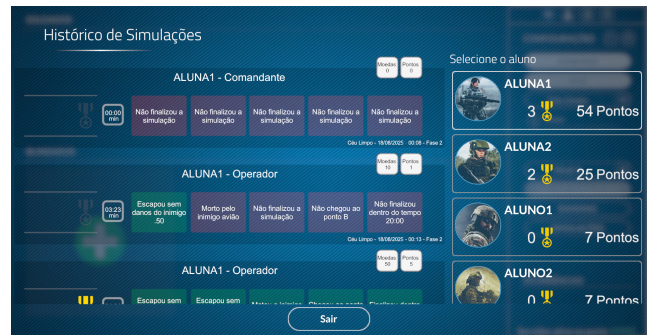 Histórico de Simulações
Selecione o aluno
Moedas
0
Pontos
0
ALUNA1 - Comandante
00:00
min
Não finalizou a
simulação
Não finalizou a
simulação
Não finalizou a
simulação
Não finalizou a
simulação
Não finalizou a
simulação
Céu Limpo - 18/08/2025 00:08 - Fase 2
Moedas
10
Pontos
1
ALUNA1 - Operador
03:23
min
Escapou sem
danos do inimigo
.50
Morto pelo
inimigo avião
Não finalizou a
simulação
Não chegou ao
ponto B
Não finalizou
dentro do tempo
20:00
Céu Limpo - 18/08/2025 00:13 - Fase 2
Moedas
50
Pontos
5
ALUNA1 - Operador
Escapou sem
Escapou sem
ALUNA1
3
54 Pontos
ALUNA2
2
25 Pontos
ALUNO1
0
7 Pontos
ALUNO2
0
7 Pontos
Sair